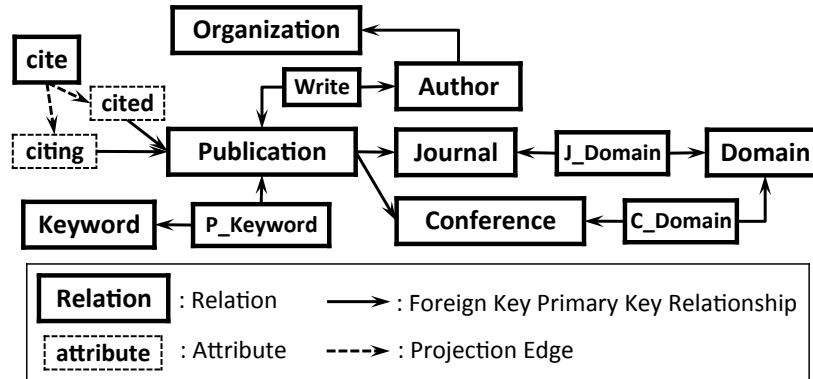 Organization
cite
Write
Author
cited
citing
Publication
Journal
J_Domain
Domain
Keyword
P_Keyword
Conference
C_Domain
Relation : Relation
: Foreign Key Primary Key Relationship
attribute : Attribute
: Projection Edge